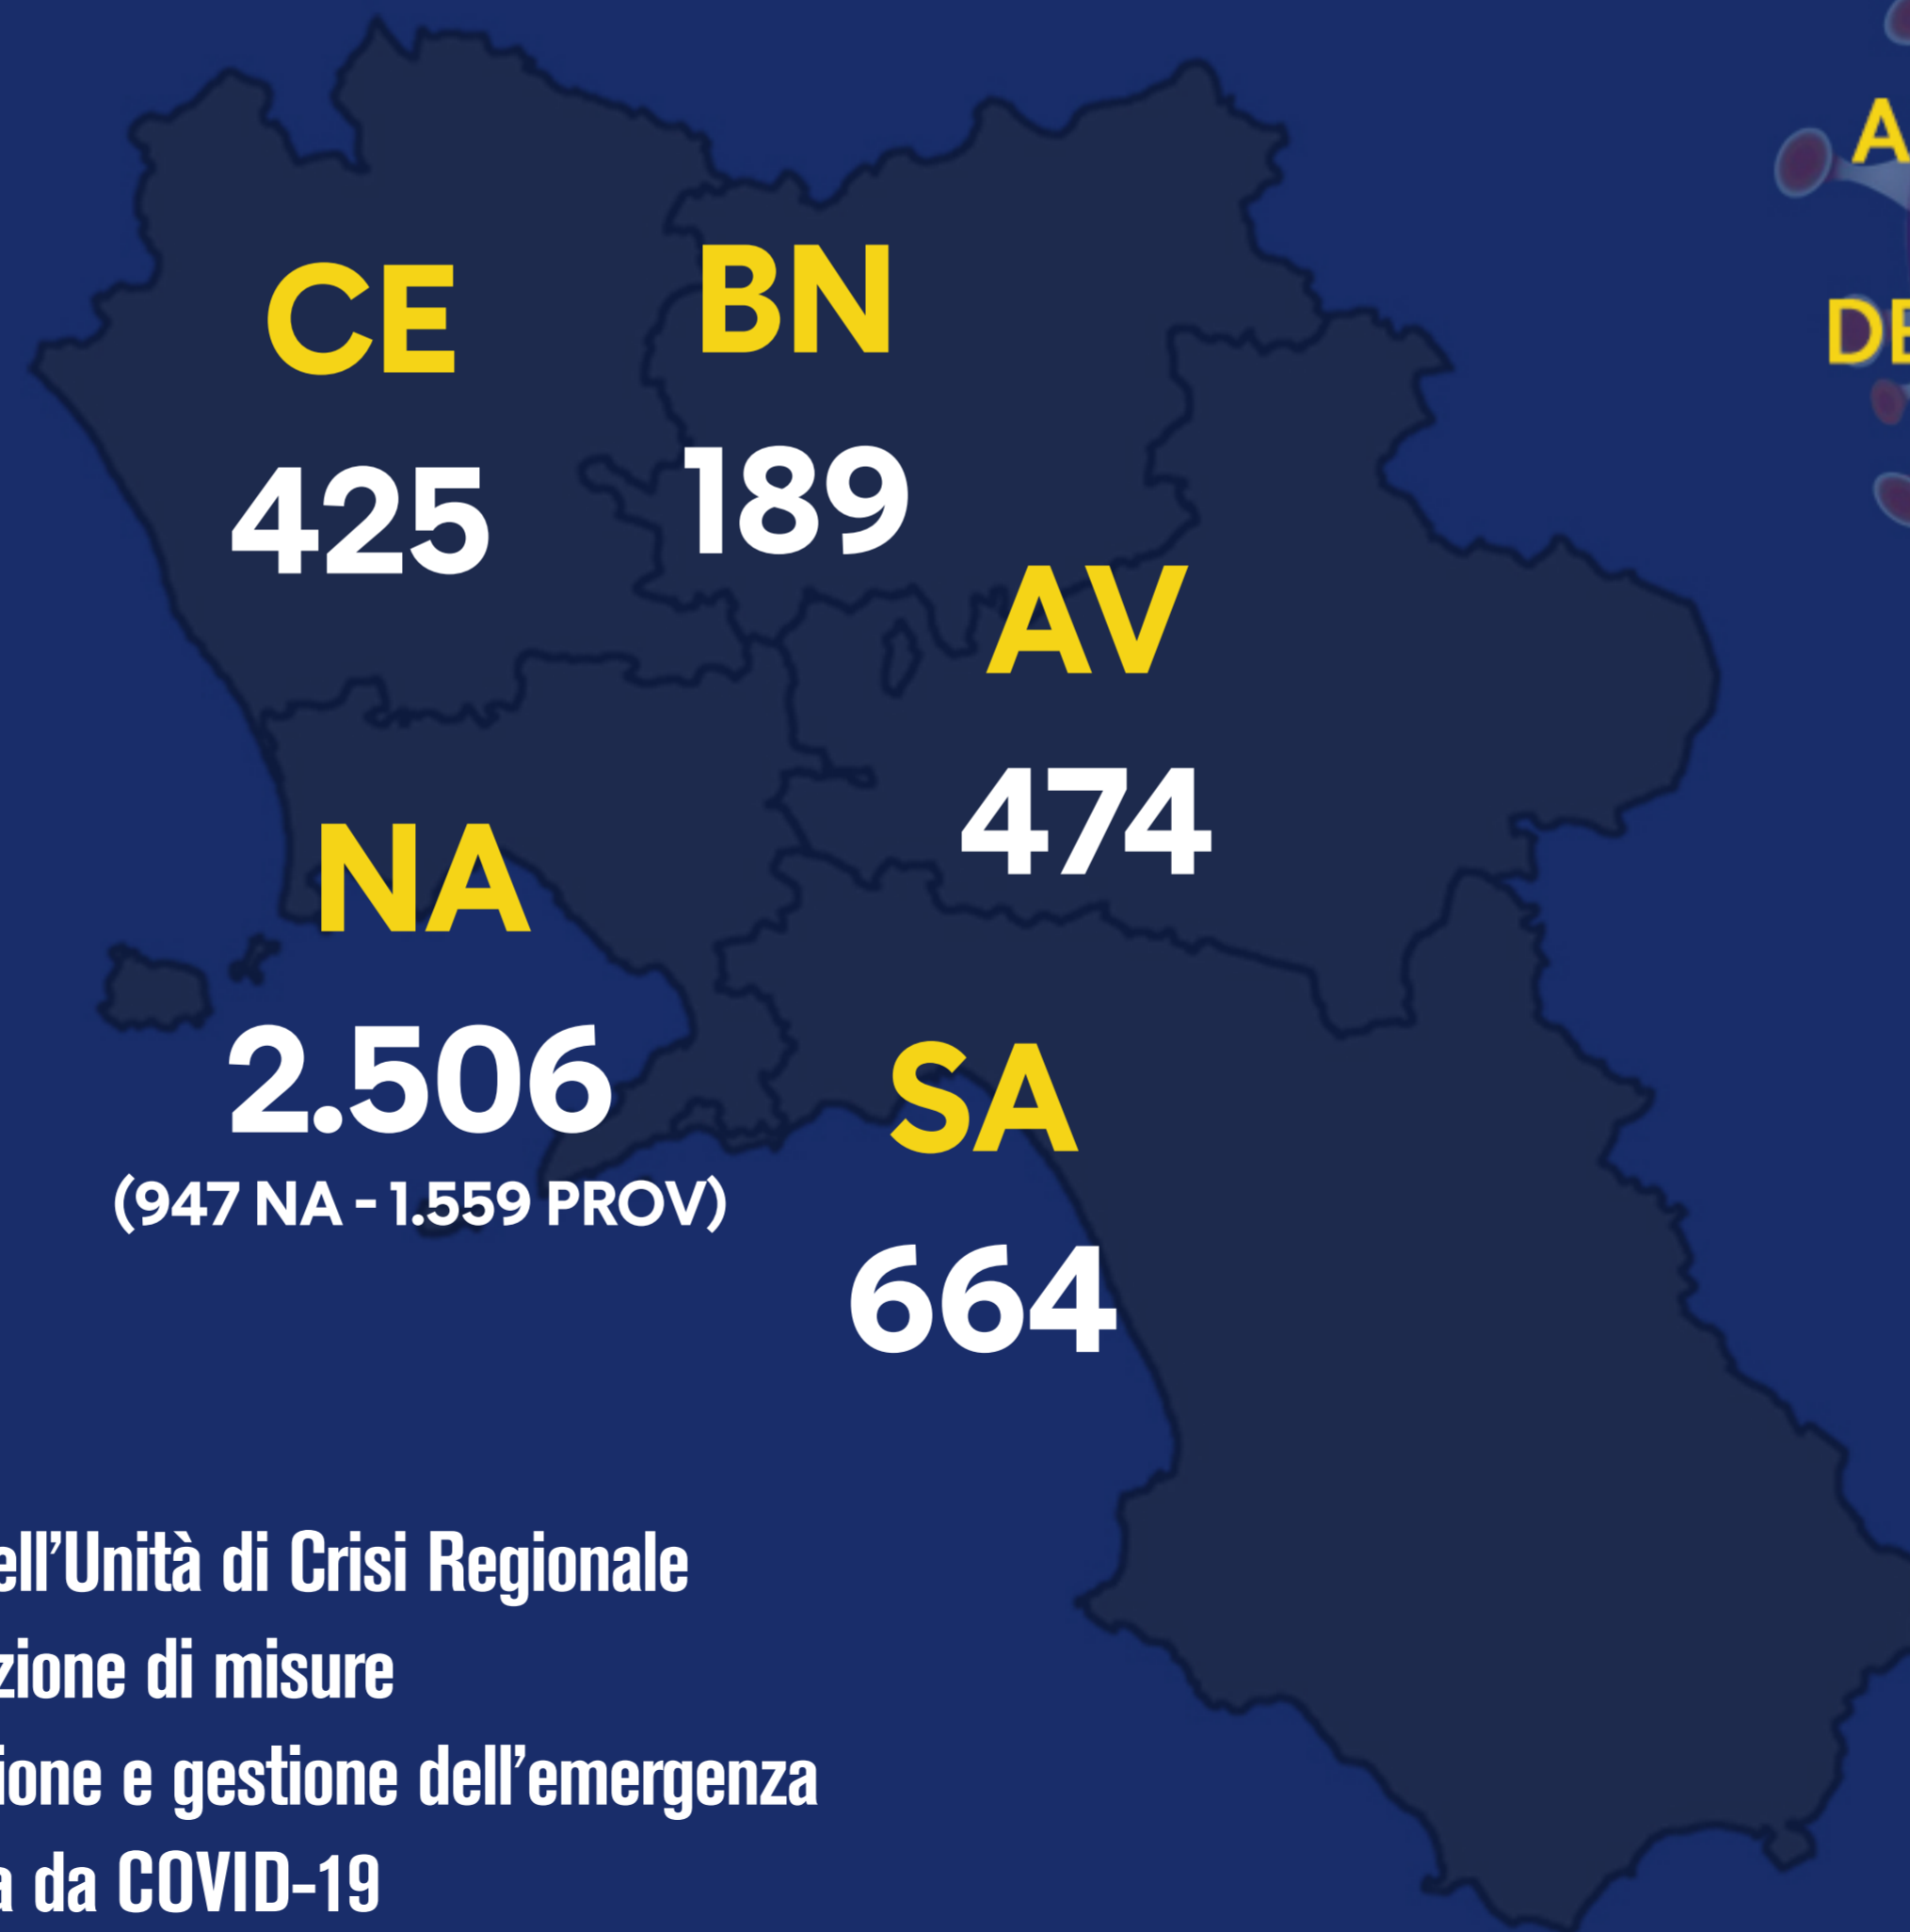 CE
425
BN
189
AV
474
NA
2.506
(947 NA - 1.559 PROV)
SA
664
A
DE
ell’Unità di Crisi Regionale
zione di misure
ione e gestione dell’emergenza
a da COVID-19